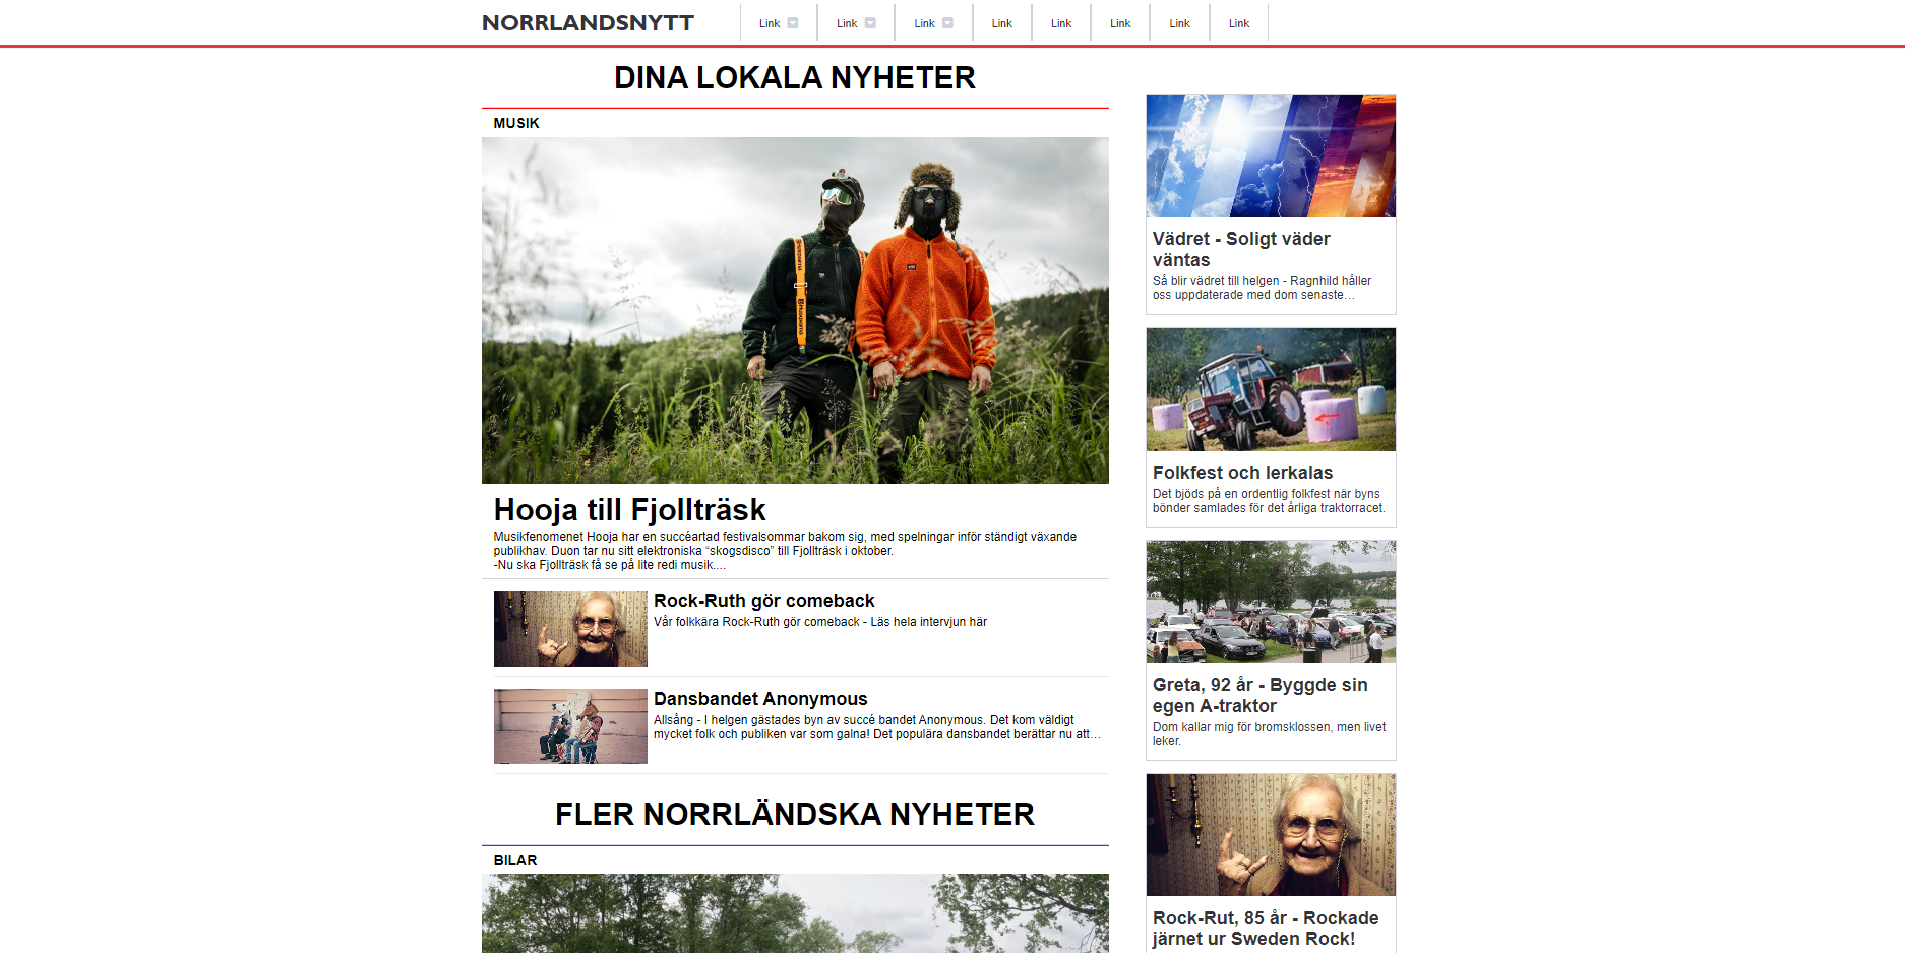 NORRLANDSNYTT
Link
Link
Link
Link
Link
Link
Link
Link
DINA LOKALA NYHETER
MUSIK
Husqvarna
Husqvarna
Hooja till Fjollträsk
Musikfenomenet Hooja har en succéartad festivalsommar bakom sig, med spelningar inför ständigt växande
publikhav. Duon tar nu sitt elektroniska “skogsdisco” till Fjollträsk i oktober.
-Nu ska Fjollträsk få se på lite redi musik....
Rock-Ruth gör comeback
Vår folkkära Rock-Ruth gör comeback - Läs hela intervjun här
Dansbandet Anonymous
Allsång - I helgen gästades byn av succé bandet Anonymous. Det kom väldigt
mycket folk och publiken var som galna! Det populära dansbandet berättar nu att...
FLER NORRLÄNDSKA NYHETER
BILAR
Vädret - Soligt väder
väntas
Så blir vädret till helgen - Ragnhild håller
oss uppdaterade med dom senaste...
Folkfest och lerkalas
Det bjöds på en ordentlig folkfest när byns
bönder samlades för det årliga traktorracet.
Greta, 92 år - Byggde sin
egen A-traktor
Dom kallar mig för bromsklossen, men livet
leker.
Rock-Rut, 85 år - Rockade
järnet ur Sweden Rock!